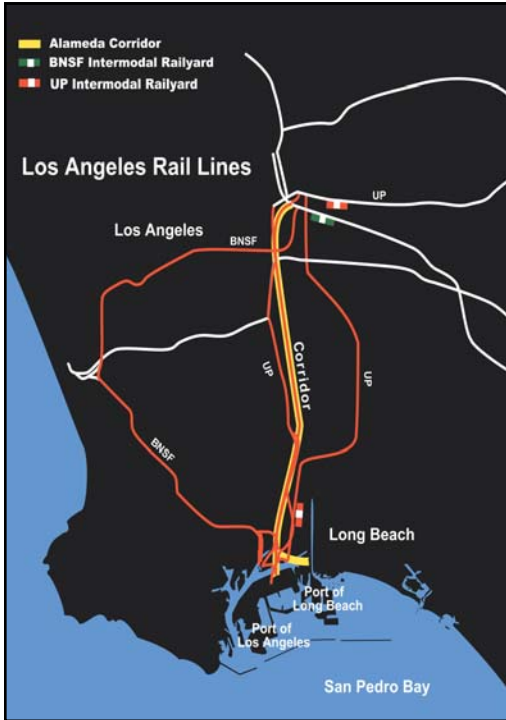 Alameda Corridor
BNSF Intermodal Railyard
UP Intermodal Railyard
Los Angeles Rail Lines
UP
Los Angeles
BNSF
Corridor
UP
UP
BNSF
Long Beach
Port of
Long Beach
Port of
Los Angeles
San Pedro Bay